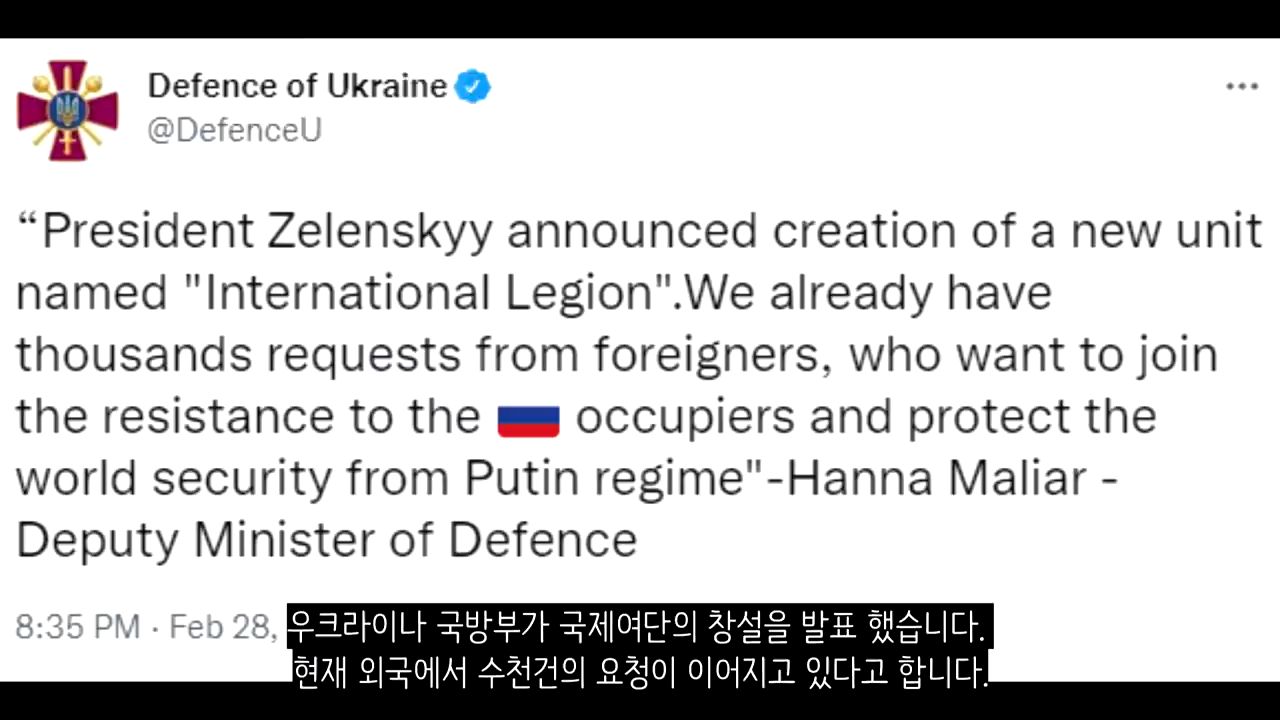 Defence of Ukraine
@DefenceU
“President Zelenskyy announced creation of a new unit
named "International Legion".We already have
thousands requests from foreigners, who want to join
the resistance to the 🇷🇺 occupiers and protect the
world security from Putin regime"-Hanna Maliar -
Deputy Minister of Defence
8:35 PM · Feb 28,
우크라이나 국방부가 국제여단의 창설을 발표 했습니다.
현재 외국에서 수천건의 요청이 이어지고 있다고 합니다.